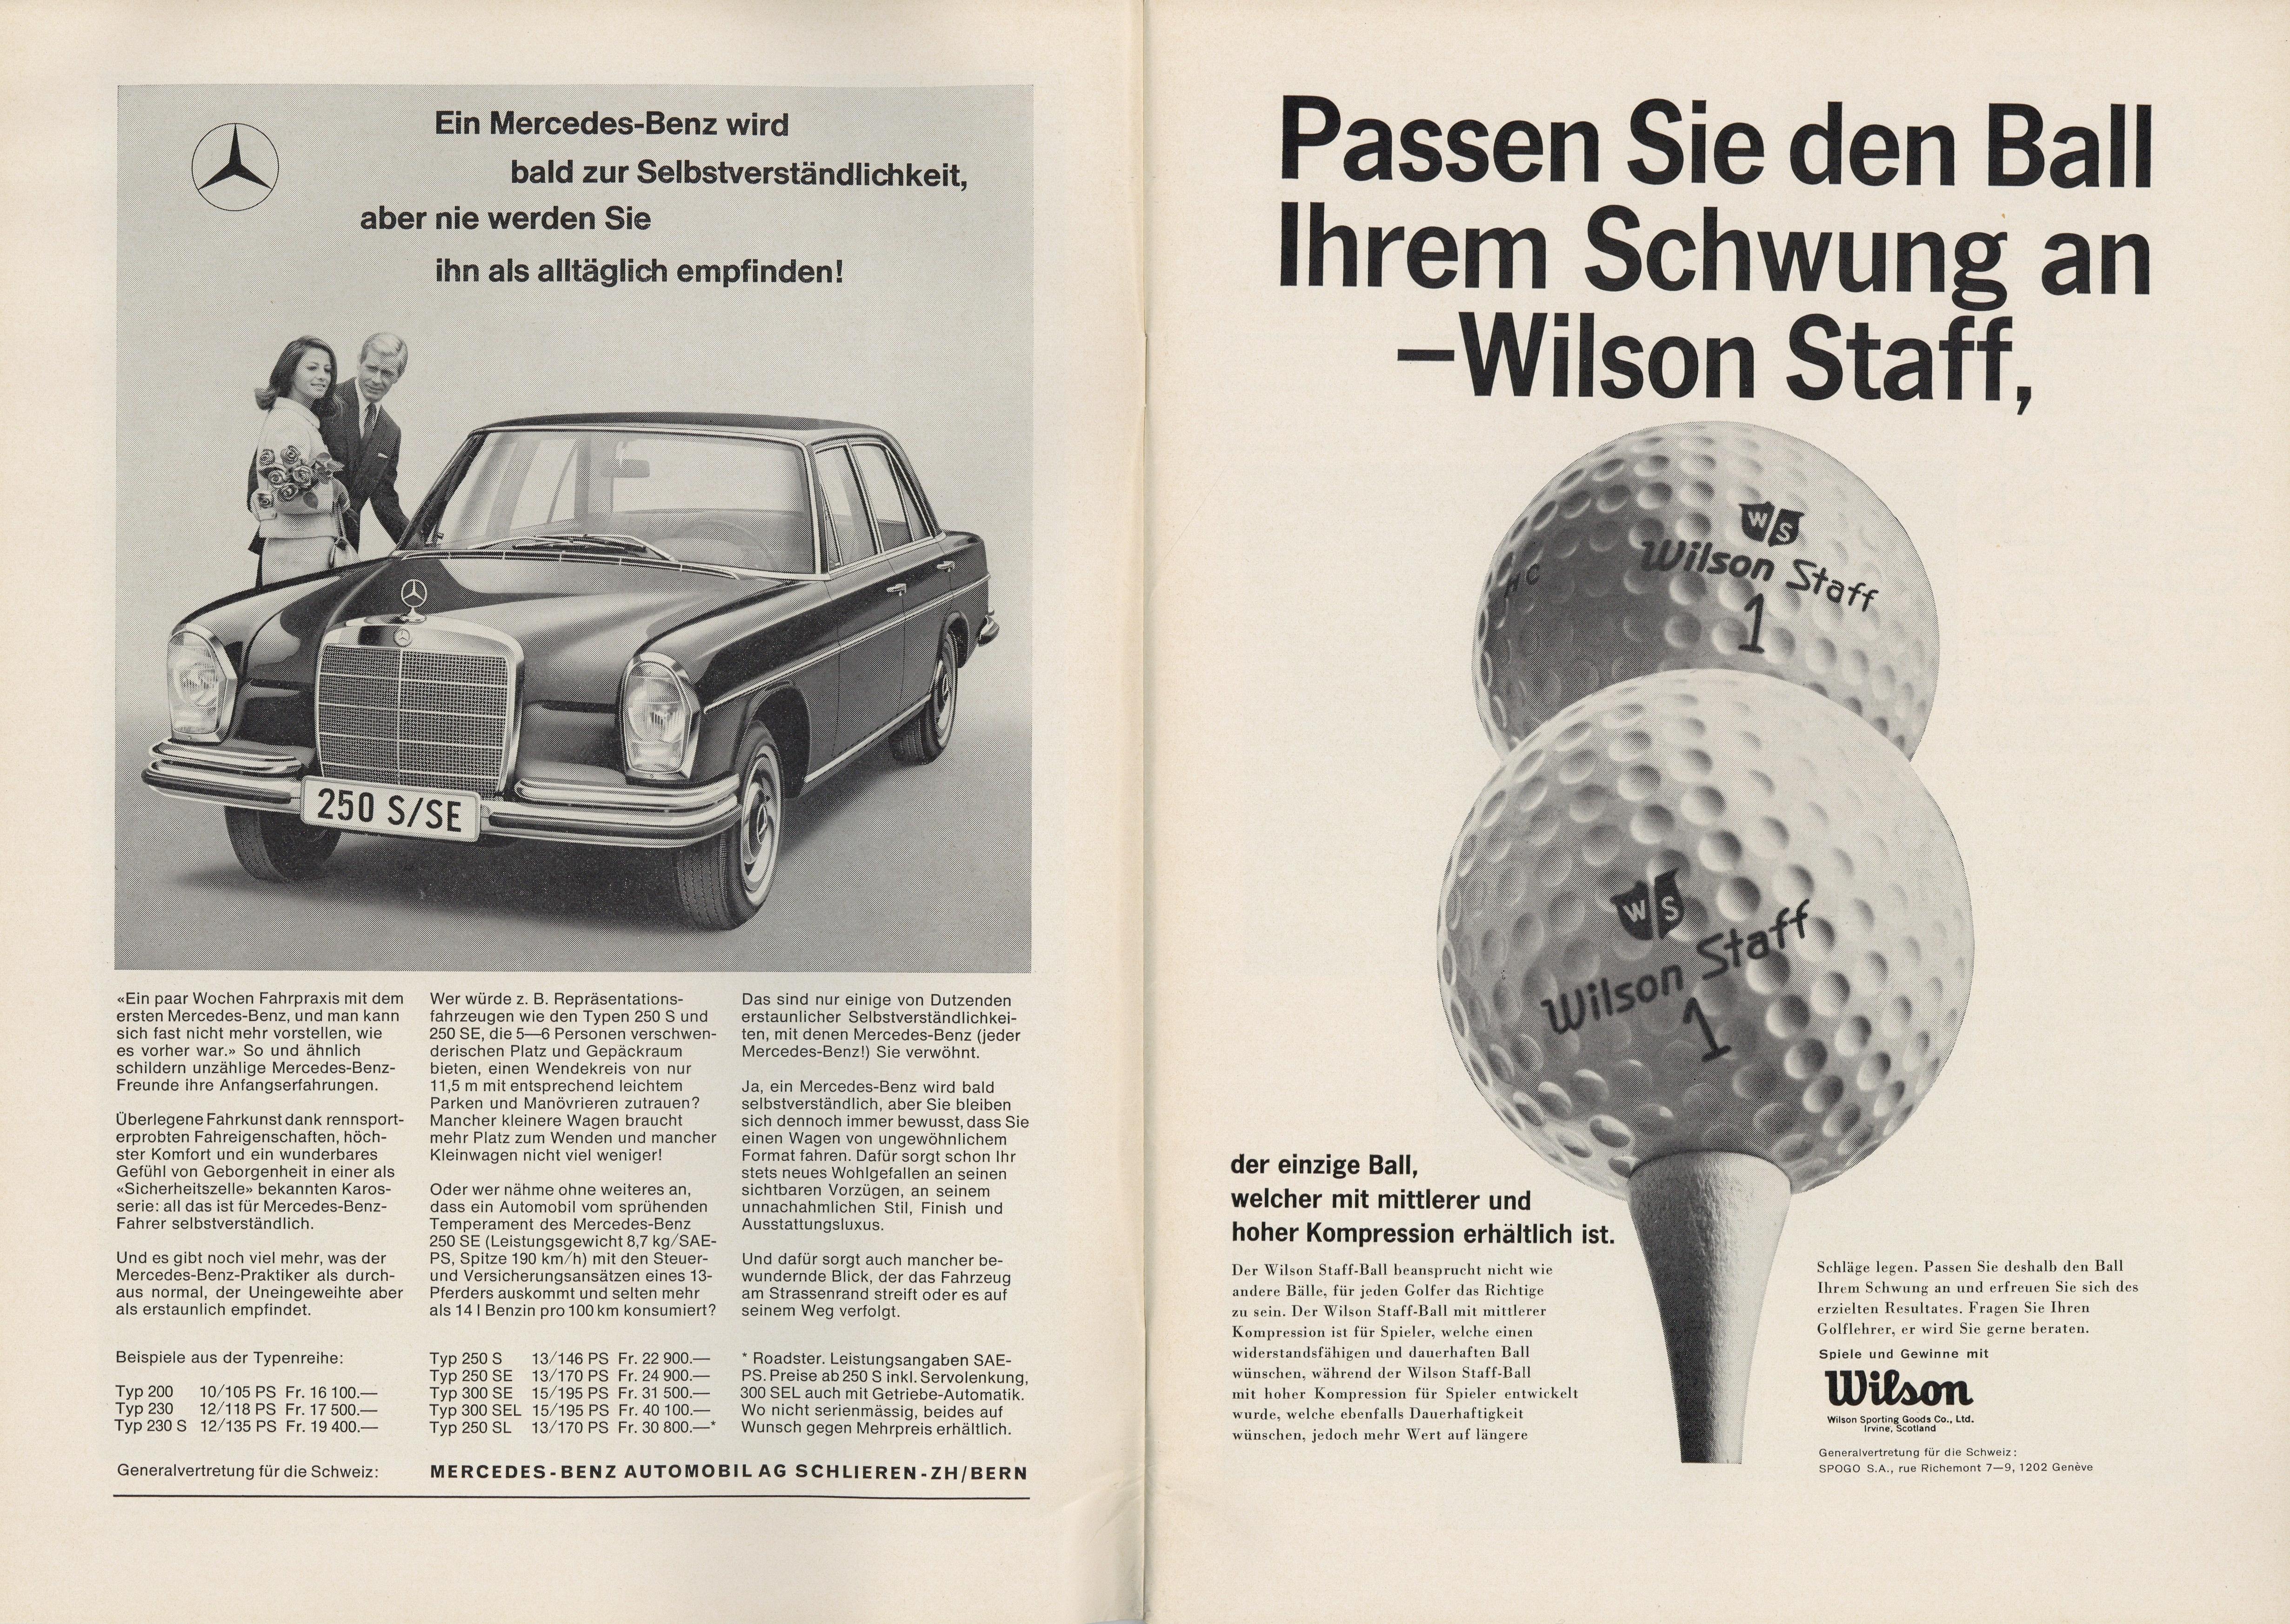 Ein Mercedes-Benz wird
bald zur Selbstverständlichkeit,
aber nie werden Sie
ihn als alltäglich empfinden!
250 S/SE
«Ein paar Wochen Fahrpraxis mit dem
ersten Mercedes-Benz, und man kann
sich fast nicht mehr vorstellen, wie
es vorher war.» So und ähnlich
schildern unzählige Mercedes-Benz-
Freunde ihre Anfangserfahrungen.
Überlegene Fahrkunst dank rennsport-
erprobten Fahreigenschaften, höch-
ster Komfort und ein wunderbares
Gefühl von Geborgenheit in einer als
«Sicherheitszelle» bekannten Karos-
serie: all das ist für Mercedes-Benz-
Fahrer selbstverständlich.
Und es gibt noch viel mehr, was der
Mercedes-Benz-Praktiker als durch-
aus normal, der Uneingeweihte aber
als erstaunlich empfindet.
Wer würde z. B. Repräsentations-
fahrzeugen wie den Typen 250 S und
250 SE, die 5—6 Personen verschwen-
derischen Platz und Gepäckraum
bieten, einen Wendekreis von nur
11,5 m mit entsprechend leichtem
Parken und Manövrieren zutrauen?
Mancher kleinere Wagen braucht
mehr Platz zum Wenden und mancher
Kleinwagen nicht viel weniger!
Oder wer nähme ohne weiteres an,
dass ein Automobil vom sprühenden
Temperament des Mercedes-Benz
250 SE (Leistungsgewicht 8,7 kg/SAE-
PS, Spitze 190 km/h) mit den Steuer-
und Versicherungsansätzen eines 13-
Pferders auskommt und selten mehr
als 14 l Benzin pro 100 km konsumiert?
Das sind nur einige von Dutzenden
erstaunlicher Selbstverständlichkei-
ten, mit denen Mercedes-Benz (jeder
Mercedes-Benz!) Sie verwöhnt.
Ja, ein Mercedes-Benz wird bald
selbstverständlich, aber Sie bleiben
sich dennoch immer bewusst, dass Sie
einen Wagen von ungewöhnlichem
Format fahren. Dafür sorgt schon Ihr
stets neues Wohlgefallen an seinen
sichtbaren Vorzügen, an seinem
unnachahmlichen Stil, Finish und
Ausstattungsluxus.
Und dafür sorgt auch mancher be-
wundernde Blick, der das Fahrzeug
am Strassenrand streift oder es auf
seinem Weg verfolgt.
Beispiele aus der Typenreihe:
Typ 200 10/105 PS Fr. 16 100.—
Typ 230 12/118 PS Fr. 17 500.—
Typ 230 S 12/135 PS Fr. 19 400.—
Typ 250 S 13/146 PS Fr. 22 900.—
Typ 250 SE 13/170 PS Fr. 24 900.—
Typ 300 SE 15/195 PS Fr. 31 500.—
Typ 300 SEL 15/195 PS Fr. 40 100.—
Typ 250 SL 13/170 PS Fr. 30 800.—*
* Roadster. Leistungsangaben SAE-
PS. Preise ab 250 S inkl. Servolenkung,
300 SEL auch mit Getriebe-Automatik.
Wo nicht serienmässig, beides auf
Wunsch gegen Mehrpreis erhältlich.
Generalvertretung für die Schweiz: MERCEDES-BENZ AUTOMOBIL AG SCHLIEREN-ZH/BERN
Passen Sie den Ball
Ihrem Schwung an
—Wilson Staff,
WS
Wilson Staff
1
WS
Wilson Staff
1
der einzige Ball,
welcher mit mittlerer und
hoher Kompression erhältlich ist.
Der Wilson Staff-Ball beansprucht nicht wie
andere Bälle, für jeden Golfer das Richtige
zu sein. Der Wilson Staff-Ball mit mittlerer
Kompression ist für Spieler, welche einen
widerstandsfähigen und dauerhaften Ball
wünschen, während der Wilson Staff-Ball
mit hoher Kompression für Spieler entwickelt
wurde, welche ebenfalls Dauerhaftigkeit
wünschen, jedoch mehr Wert auf längere
Schläge legen. Passen Sie deshalb den Ball
Ihrem Schwung an und erfreuen Sie sich des
erzielten Resultates. Fragen Sie Ihren
Golflehrer, er wird Sie gerne beraten.
Spiele und Gewinne mit
Wilson
Wilson Sporting Goods Co., Ltd.
Irvine, Scotland
Generalvertretung für die Schweiz:
SPOGO S.A., rue Richemont 7—9, 1202 Genève